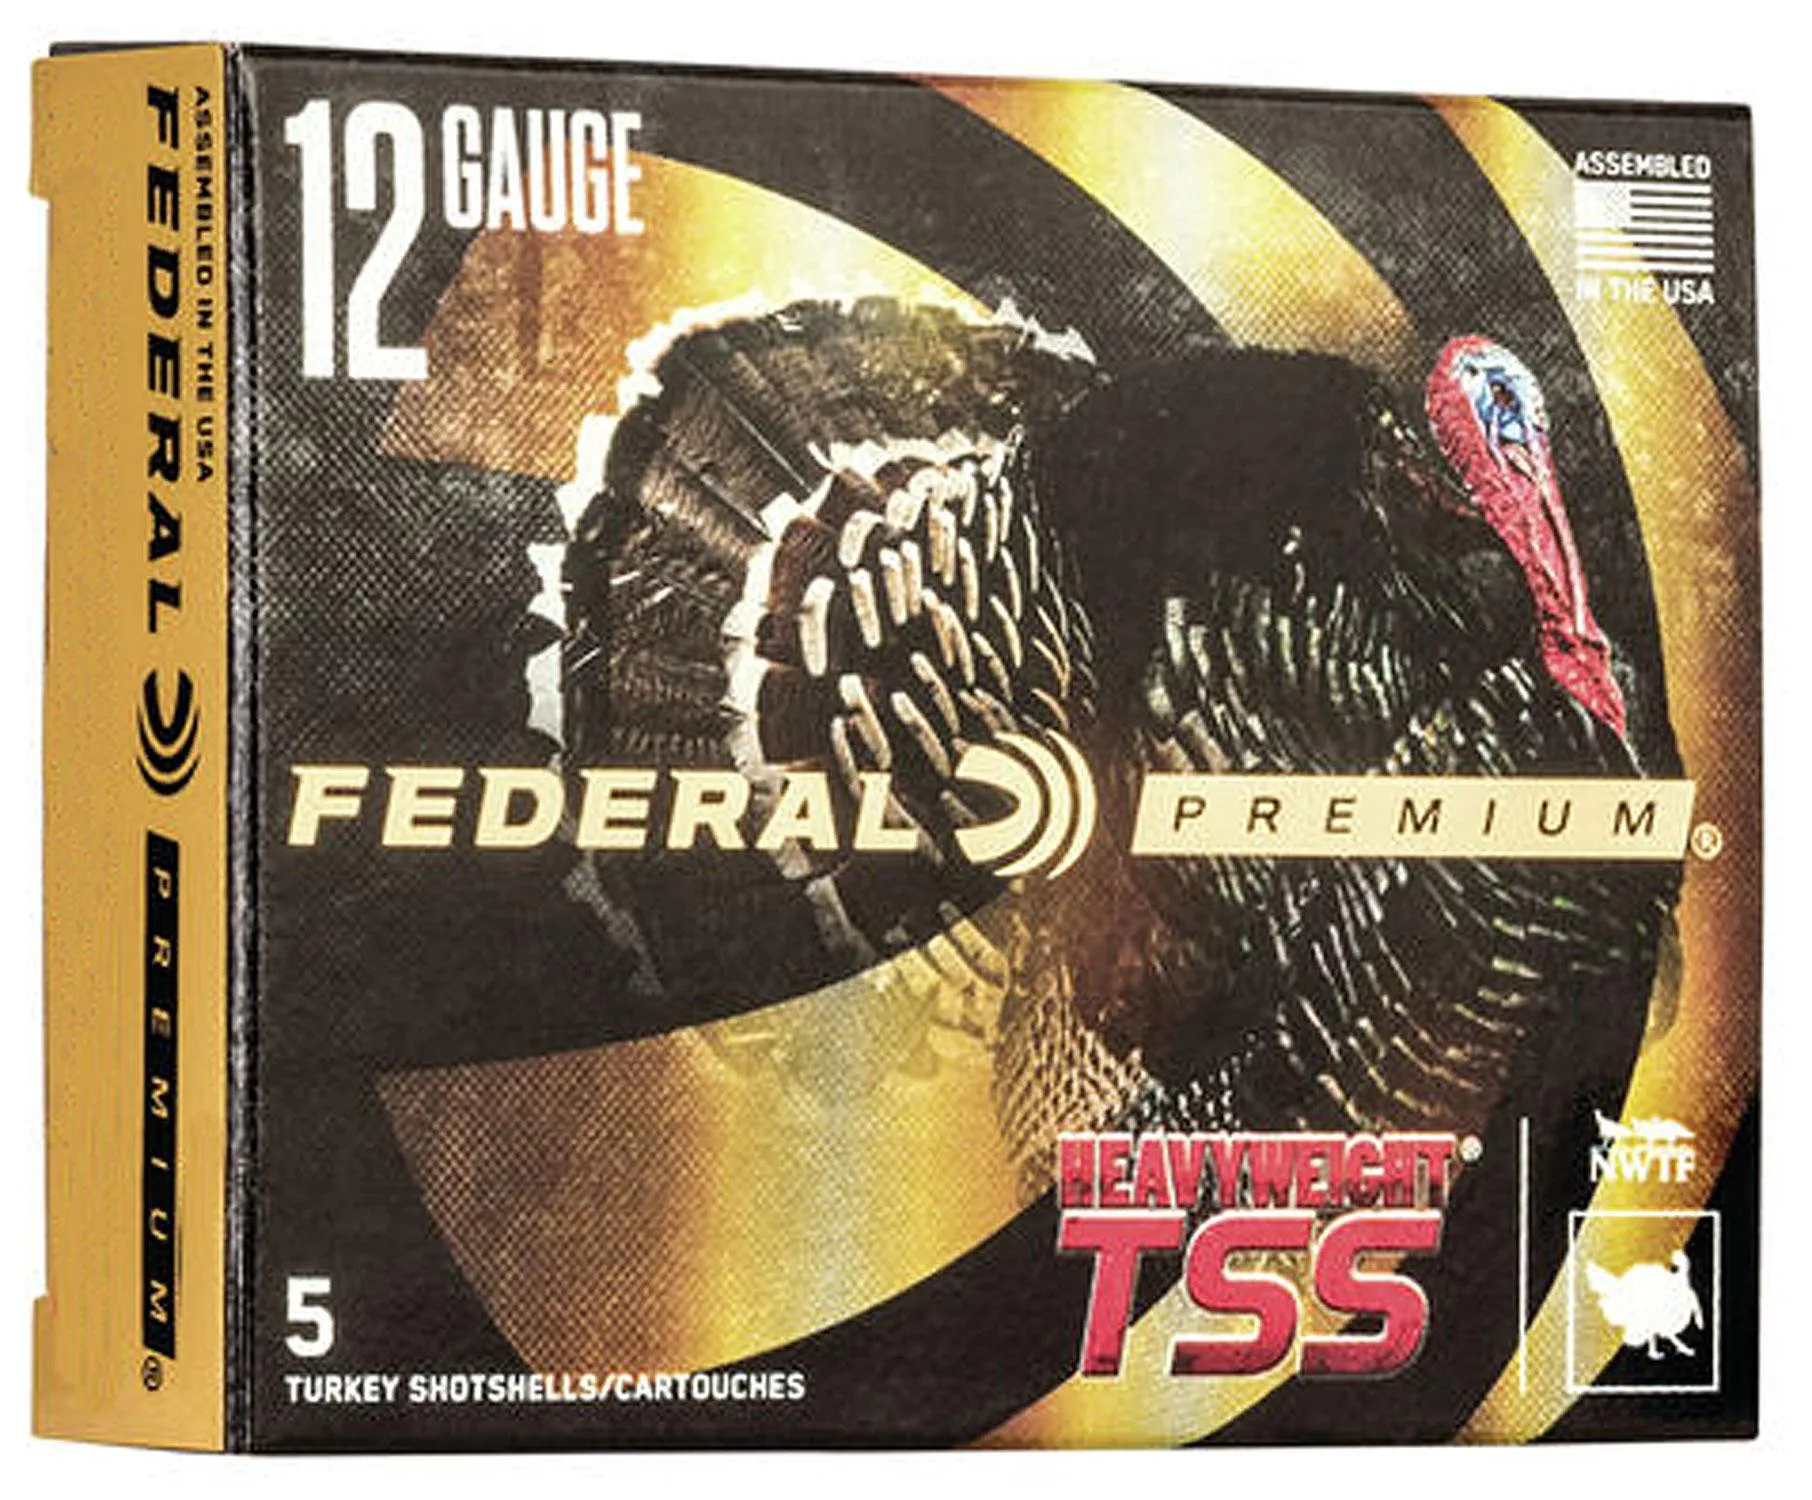 ASSEMBLED IN THE USA
FEDERAL
PREMIUM®
12 GAUGE
ASSEMBLED
IN THE USA
FEDERAL PREMIUM®
HEAVYWEIGHT®
TSS
NWTF
5
TURKEY SHOTSHELLS/CARTOUCHES